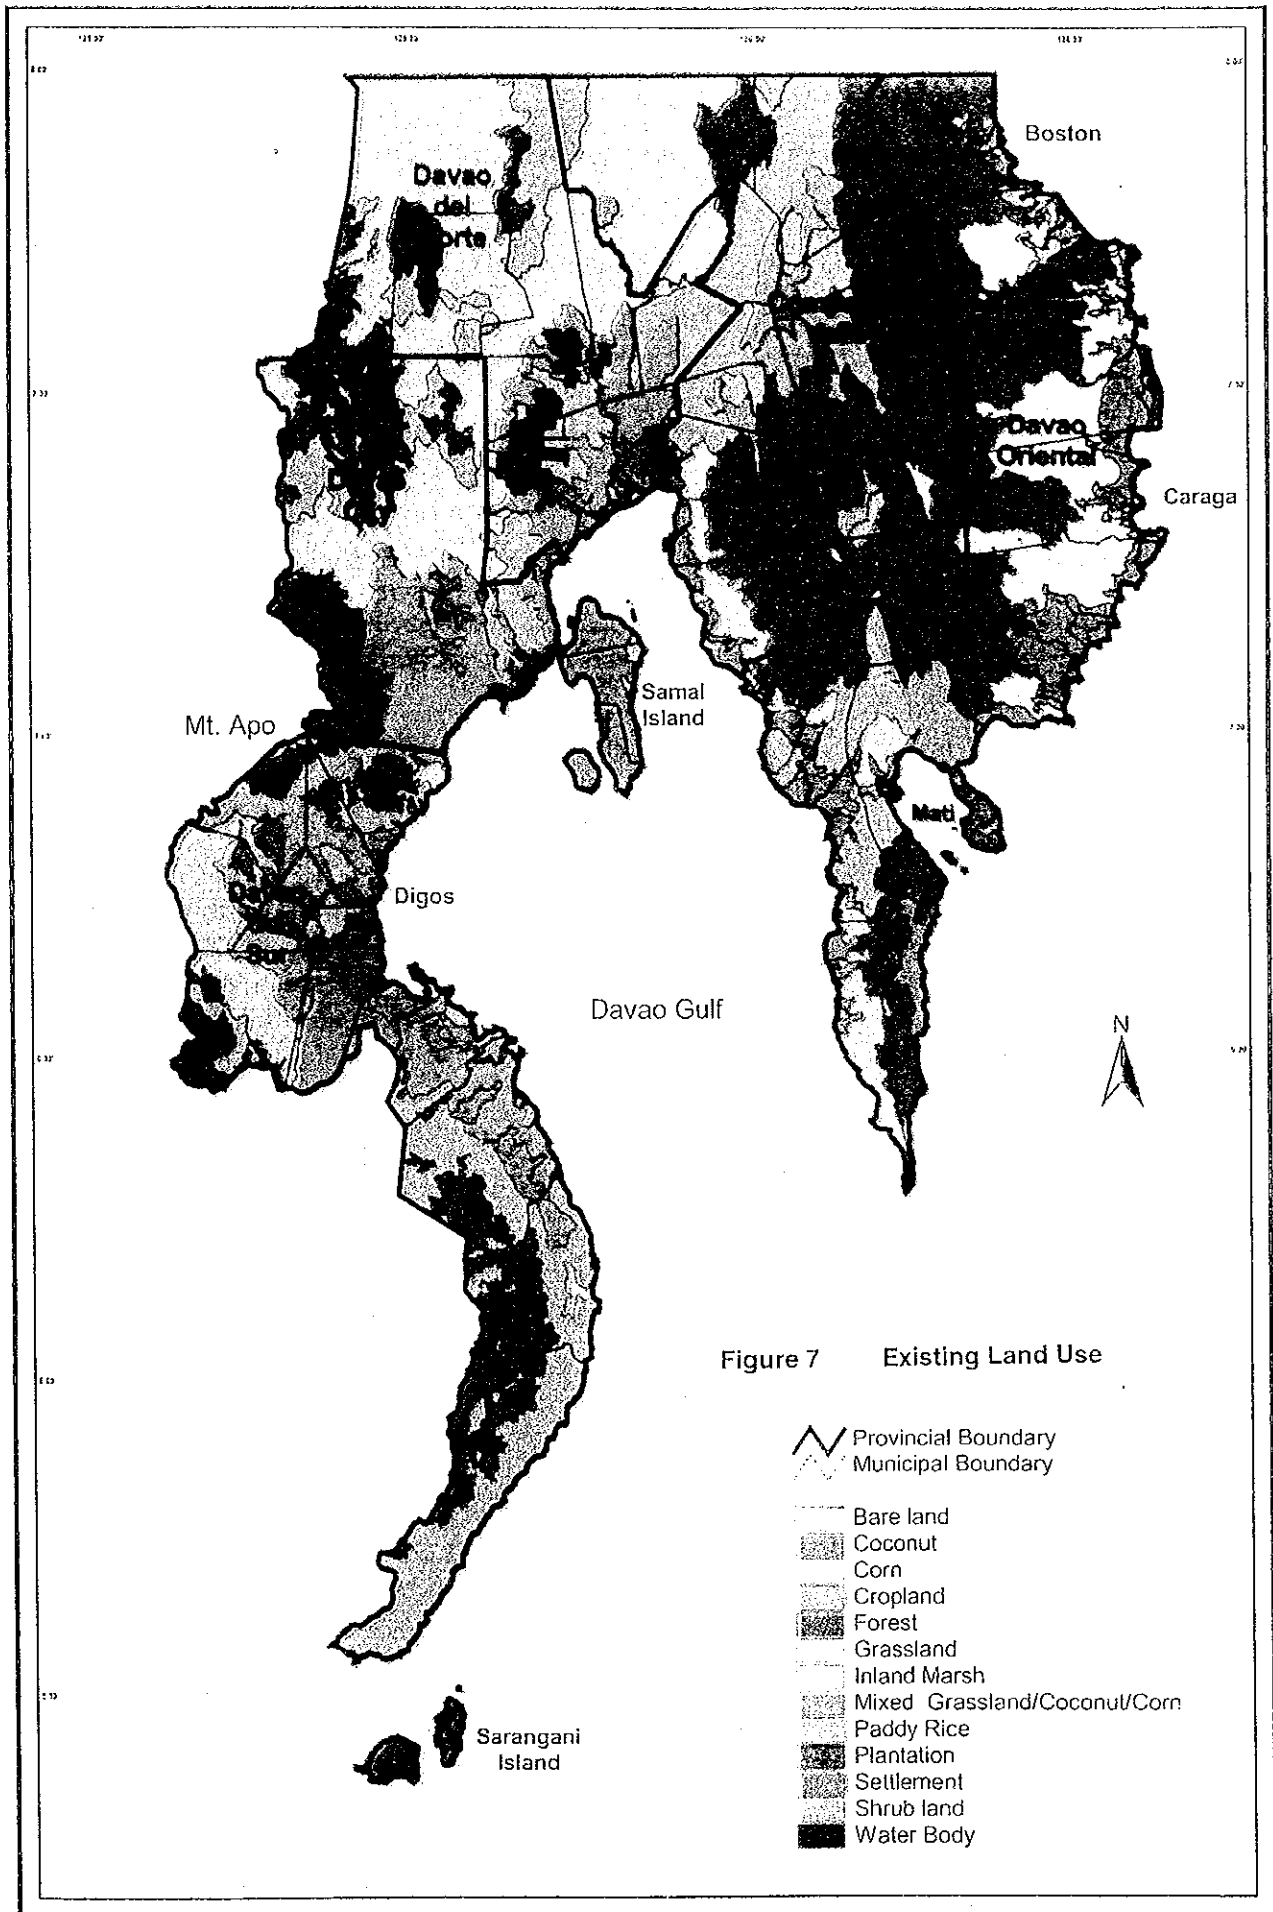 Boston
Davao
del
Norte
Davao
Oriental
Caraga
Samal
Island
Mt. Apo
Mati
Digos
Sur
Davao Gulf
N
Figure 7 Existing Land Use
Provincial Boundary
Municipal Boundary
Bare land
Coconut
Corn
Cropland
Forest
Grassland
Inland Marsh
Mixed Grassland/Coconut/Corn
Paddy Rice
Plantation
Settlement
Shrub land
Water Body
Sarangani
Island